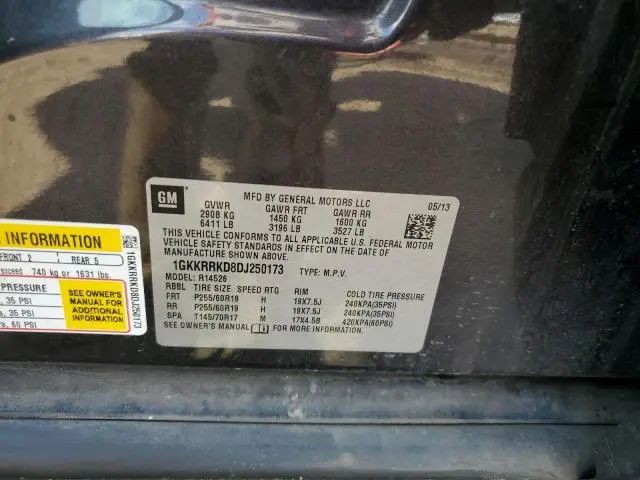 GM
MFD BY GENERAL MOTORS LLC 05/13
GVWR GAWR FRT GAWR RR
2908 KG 1450 KG 1600 KG
6411 LB 3196 LB 3527 LB
THIS VEHICLE CONFORMS TO ALL APPLICABLE U.S. FEDERAL MOTOR
VEHICLE SAFETY STANDARDS IN EFFECT ON THE DATE OF
MANUFACTURE SHOWN ABOVE.
1GKKRRKD8DJ250173 TYPE: M.P.V.
MODEL: R14526
RBBL TIRE SIZE SPEED RTG RIM COLD TIRE PRESSURE
FRT P255/60R19 H 19X7.5J 240KPA(35PSI)
RR P255/60R19 H 19X7.5J 240KPA(35PSI)
SPA T145/70R17 M 17X4.5B 420KPA(60PSI)
SEE OWNER'S MANUAL FOR MORE INFORMATION.
INFORMATION
FRONT 2 REAR 5
exceed 740 kg or 1631 lbs.
PRESSURE
35 PSI
35 PSI
60 PSI
SEE OWNER'S
MANUAL FOR
ADDITIONAL
INFORMATION
1GKKRRKD8DJ250173